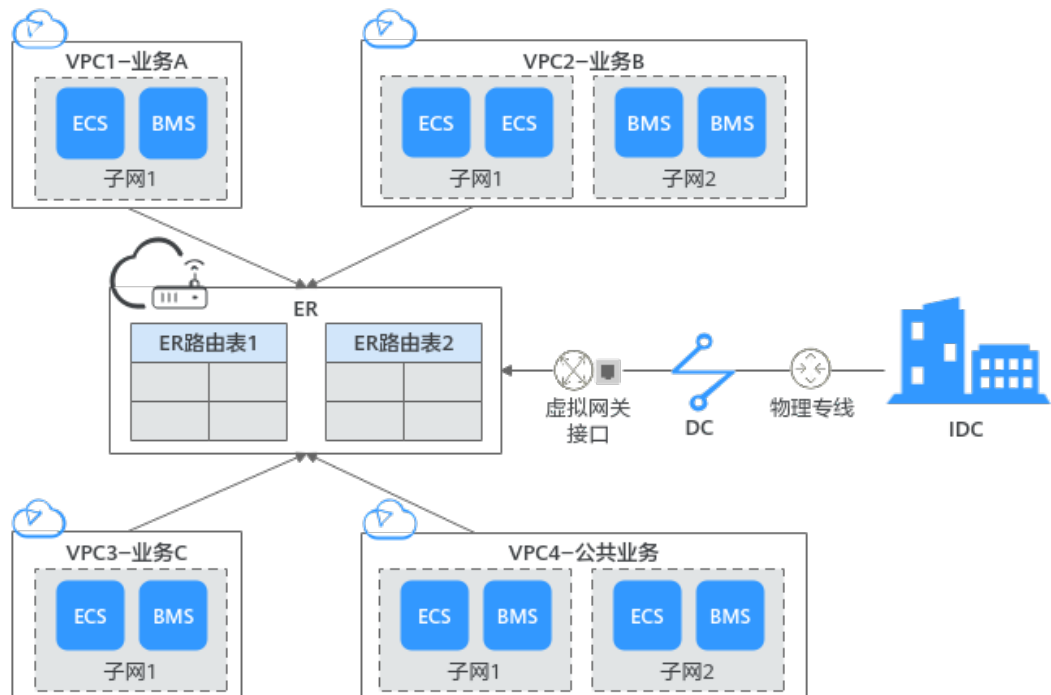 VPC1-业务A
ECS BMS
子网1
VPC2-业务B
ECS ECS BMS BMS
子网1 子网2
ER
ER路由表1 ER路由表2
虚拟网关
接口
DC
物理专线
IDC
VPC3-业务C
ECS BMS
子网1
VPC4-公共业务
ECS BMS ECS BMS
子网1 子网2